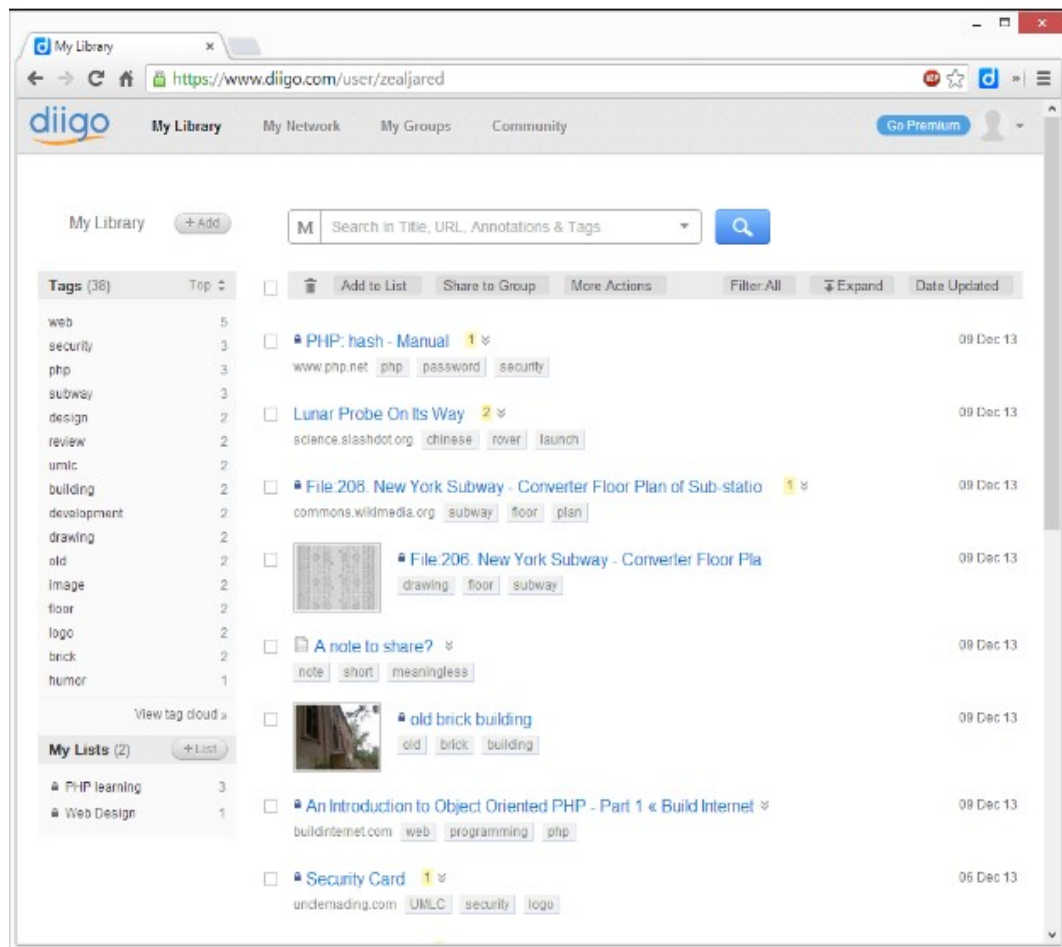 My Library
https://www.diigo.com/user/zealjared
ABP
diigo My Library My Network My Groups Community Go Premium
My Library + Add M Search in Title, URL, Annotations & Tags
Tags (38) Top
web 5
security 3
php 3
subway 3
design 2
review 2
umlc 2
building 2
development 2
drawing 2
old 2
image 2
floor 2
logo 2
brick 2
humor 1
View tag cloud »
My Lists (2) + List
PHP learning 3
Web Design 1
Add to List Share to Group More Actions Filter:All Expand Date Updated
PHP: hash - Manual 1 09 Dec 13
www.php.net php password security
Lunar Probe On Its Way 2 09 Dec 13
science.slashdot.org chinese rover launch
File:206. New York Subway - Converter Floor Plan of Sub-statio 1 09 Dec 13
commons.wikimedia.org subway floor plan
File:206. New York Subway - Converter Floor Pla 09 Dec 13
drawing floor subway
A note to share? 09 Dec 13
note short meaningless
old brick building 09 Dec 13
old brick building
An Introduction to Object Oriented PHP - Part 1 « Build Internet 09 Dec 13
buildinternet.com web programming php
Security Card 1 06 Dec 13
unclemading.com UMLC security logo